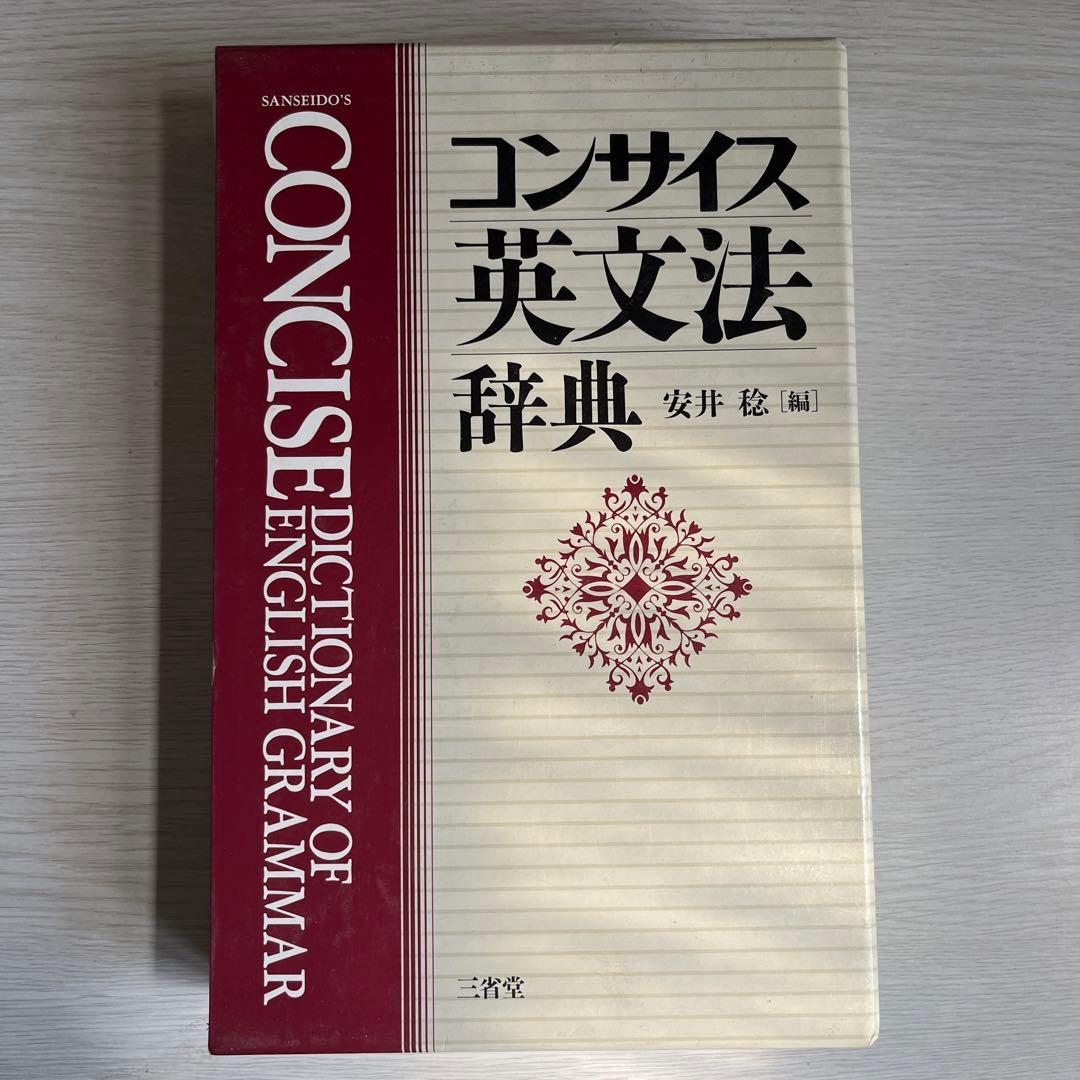 SANSEIDO'S
CONCISE
DICTIONARY OF
ENGLISH GRAMMAR
コンサイス
英文法
辞典 安井 稔［編］
三省堂